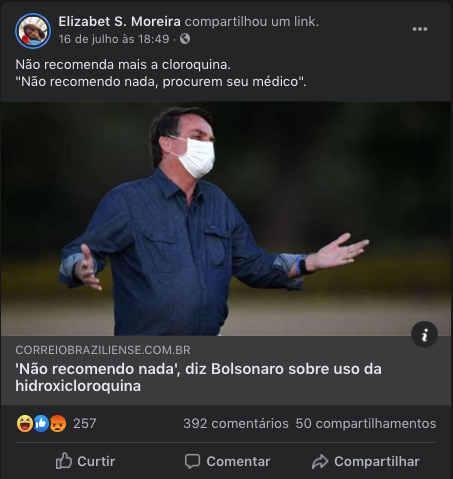 Elizabet S. Moreira compartilhou um link.
16 de julho às 18:49 ·
Não recomenda mais a cloroquina.
"Não recomendo nada, procurem seu médico".
i
CORREIOBRAZILIENSE.COM.BR
'Não recomendo nada', diz Bolsonaro sobre uso da
hidroxicloroquina
257 392 comentários 50 compartilhamentos
Curtir Comentar Compartilhar